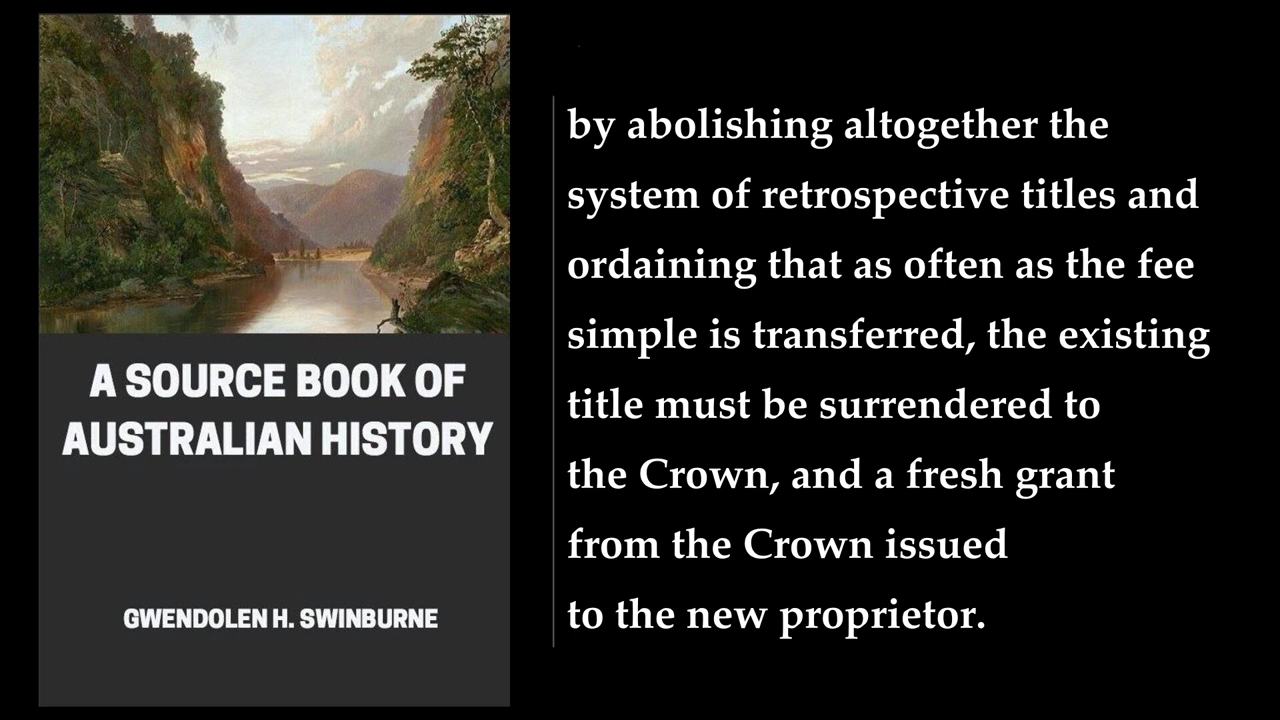 A SOURCE BOOK OF
AUSTRALIAN HISTORY
GWENDOLEN H. SWINBURNE
by abolishing altogether the
system of retrospective titles and
ordaining that as often as the fee
simple is transferred, the existing
title must be surrendered to
the Crown, and a fresh grant
from the Crown issued
to the new proprietor.